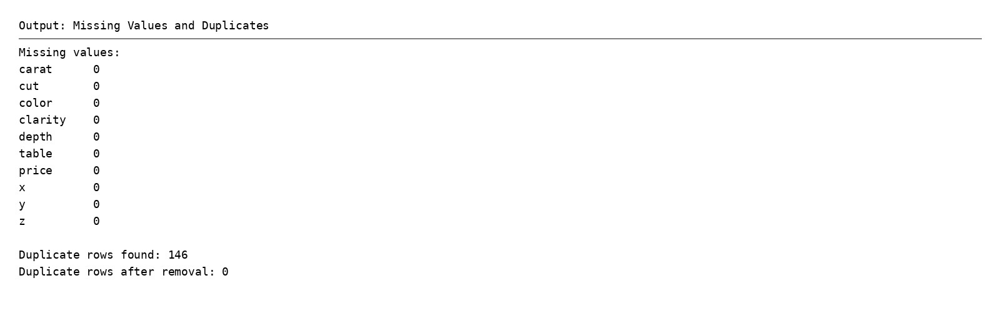 Output: Missing Values and Duplicates
Missing values:
carat      0
cut        0
color      0
clarity    0
depth      0
table      0
price      0
x          0
y          0
z          0
Duplicate rows found: 146
Duplicate rows after removal: 0